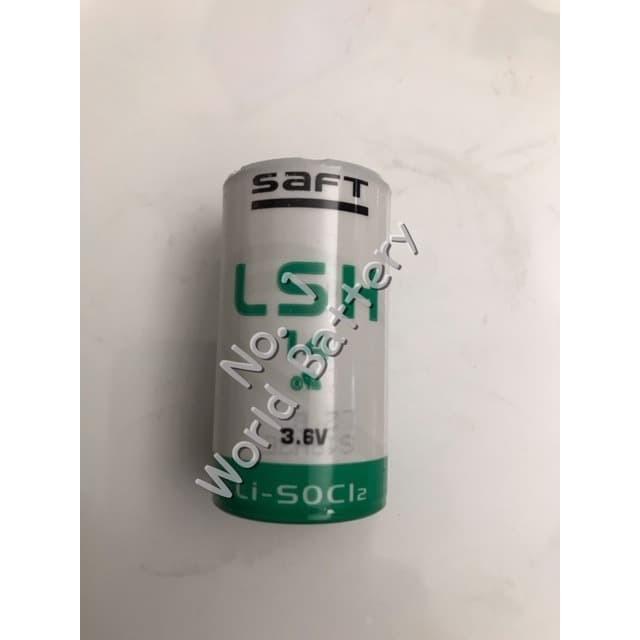 SAFT
LSH
3.6V
Li-SOCl₂
No. 1
World Battery